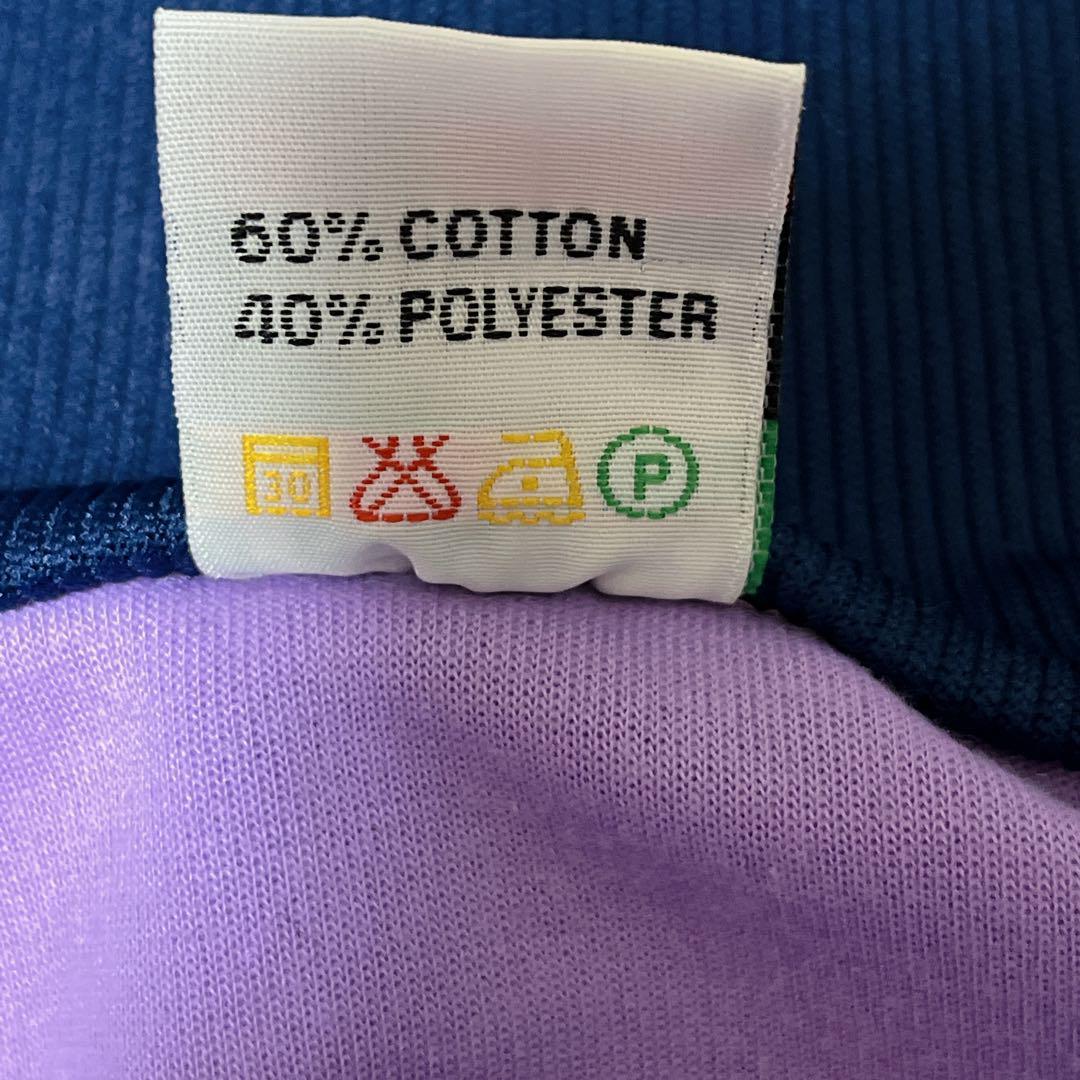 60% COTTON
40% POLYESTER
30 P